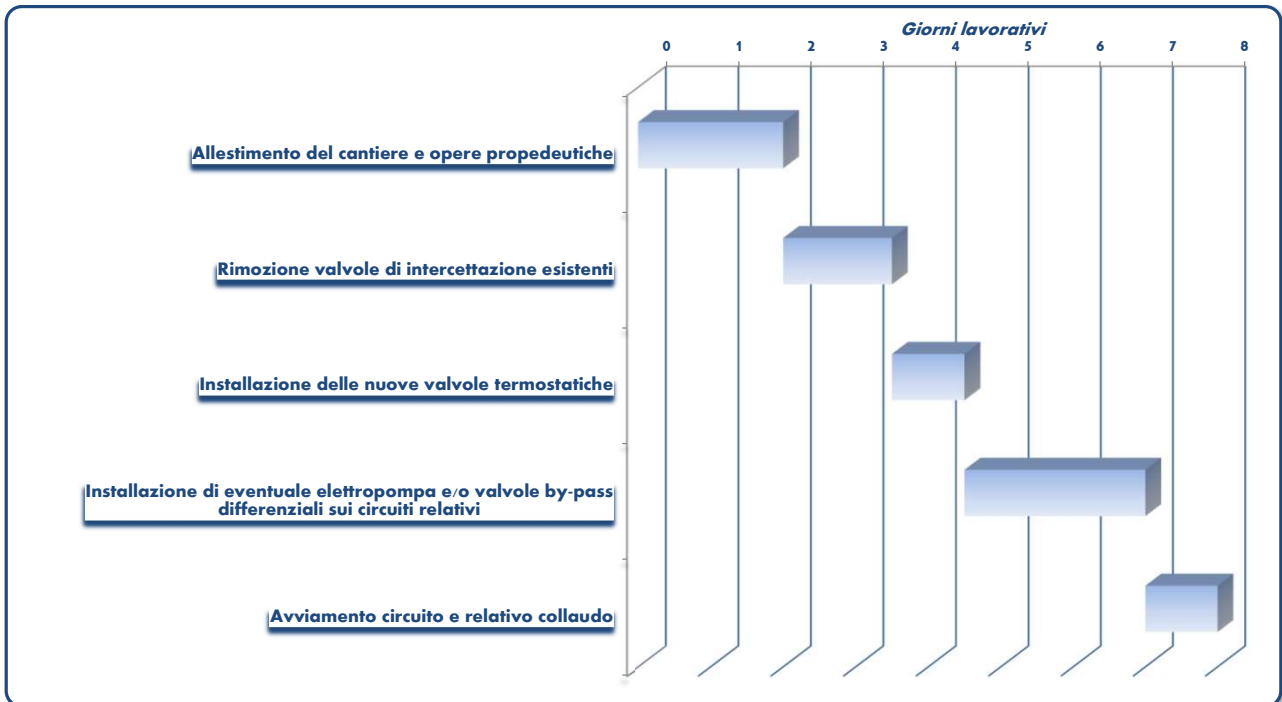 Giorni lavorativi
0 1 2 3 4 5 6 7 8
Allestimento del cantiere e opere propedeutiche
Rimozione valvole di intercettazione esistenti
Installazione delle nuove valvole termostatiche
Installazione di eventuale elettropompa e/o valvole by-pass
differenziali sui circuiti relativi
Avviamento circuito e relativo collaudo